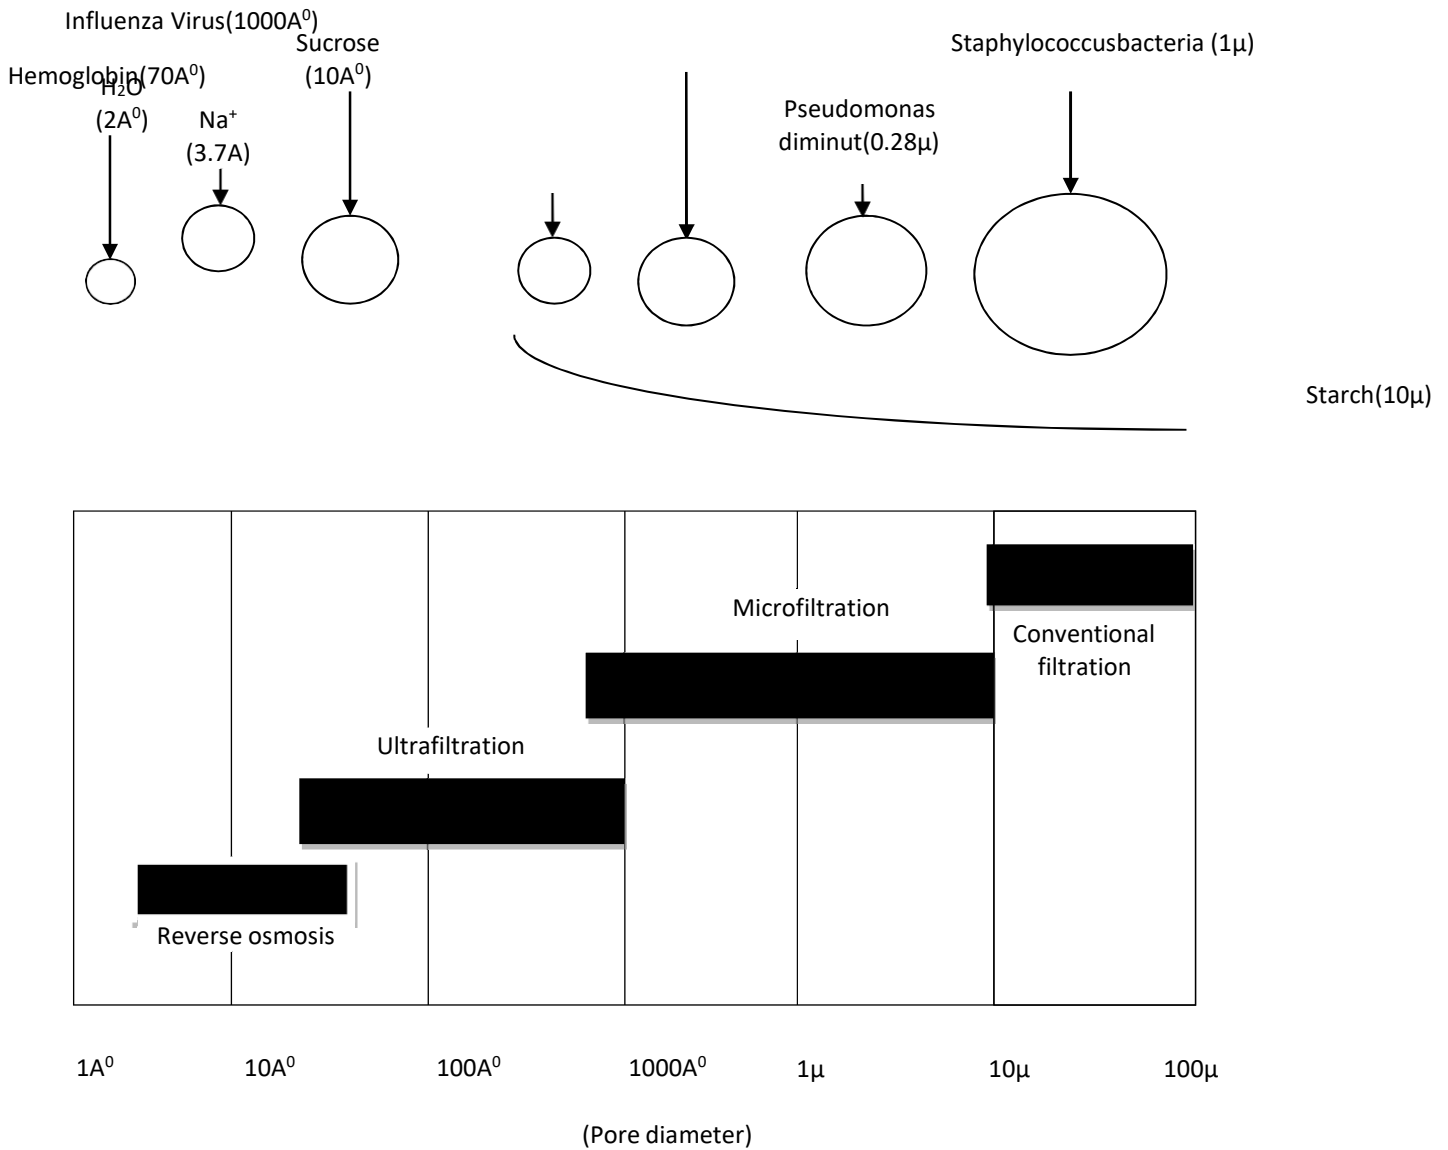 Influenza Virus(1000A⁰)
Sucrose
(10A⁰)
Staphylococcusbacteria (1µ)
Hemoglobin(70A⁰)
H₂O
(2A⁰)
Na⁺
(3.7A)
Pseudomonas
diminut(0.28µ)
Starch(10µ)
Microfiltration
Conventional
filtration
Ultrafiltration
Reverse osmosis
1A⁰ 10A⁰ 100A⁰ 1000A⁰ 1µ 10µ 100µ
(Pore diameter)